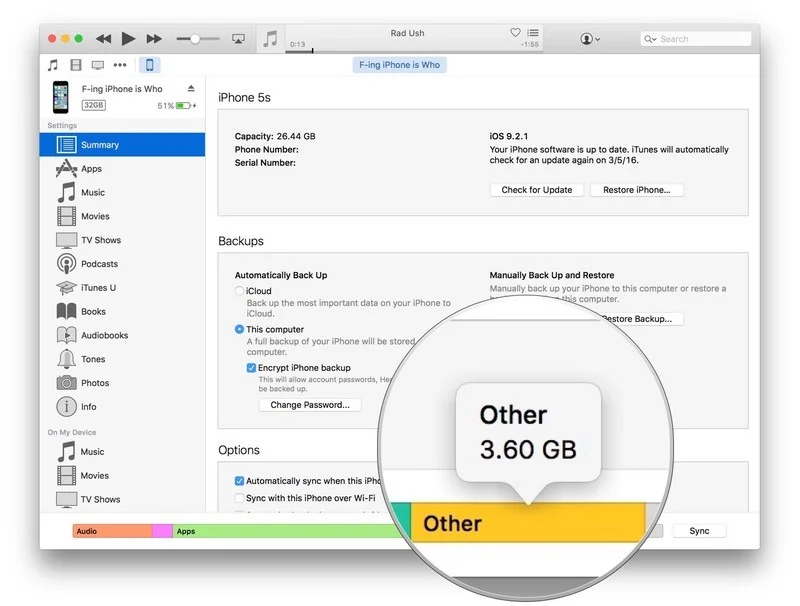 Rad Ush
0:13
-1:55
Search
F-ing iPhone is Who
F-ing iPhone is Who
32GB
51%
Settings
Summary
Apps
Music
Movies
TV Shows
Podcasts
iTunes U
Books
Audiobooks
Tones
Photos
Info
On My Device
Music
Movies
TV Shows
iPhone 5s
Capacity: 26.44 GB
Phone Number:
Serial Number:
iOS 9.2.1
Your iPhone software is up to date. iTunes will automatically
check for an update again on 3/5/16.
Check for Update
Restore iPhone...
Backups
Automatically Back Up
iCloud
Back up the most important data on your iPhone to
iCloud.
This computer
A full backup of your iPhone will be stored
computer.
Encrypt iPhone backup
This will allow account passwords,
be backed up.
Change Password...
Manually Back Up and Restore
Manually back up your iPhone to this computer or restore a
this computer.
Restore Backup...
Options
Automatically sync when this
Sync with this iPhone over Wi-Fi
Other
3.60 GB
Other
Audio
Apps
Sync